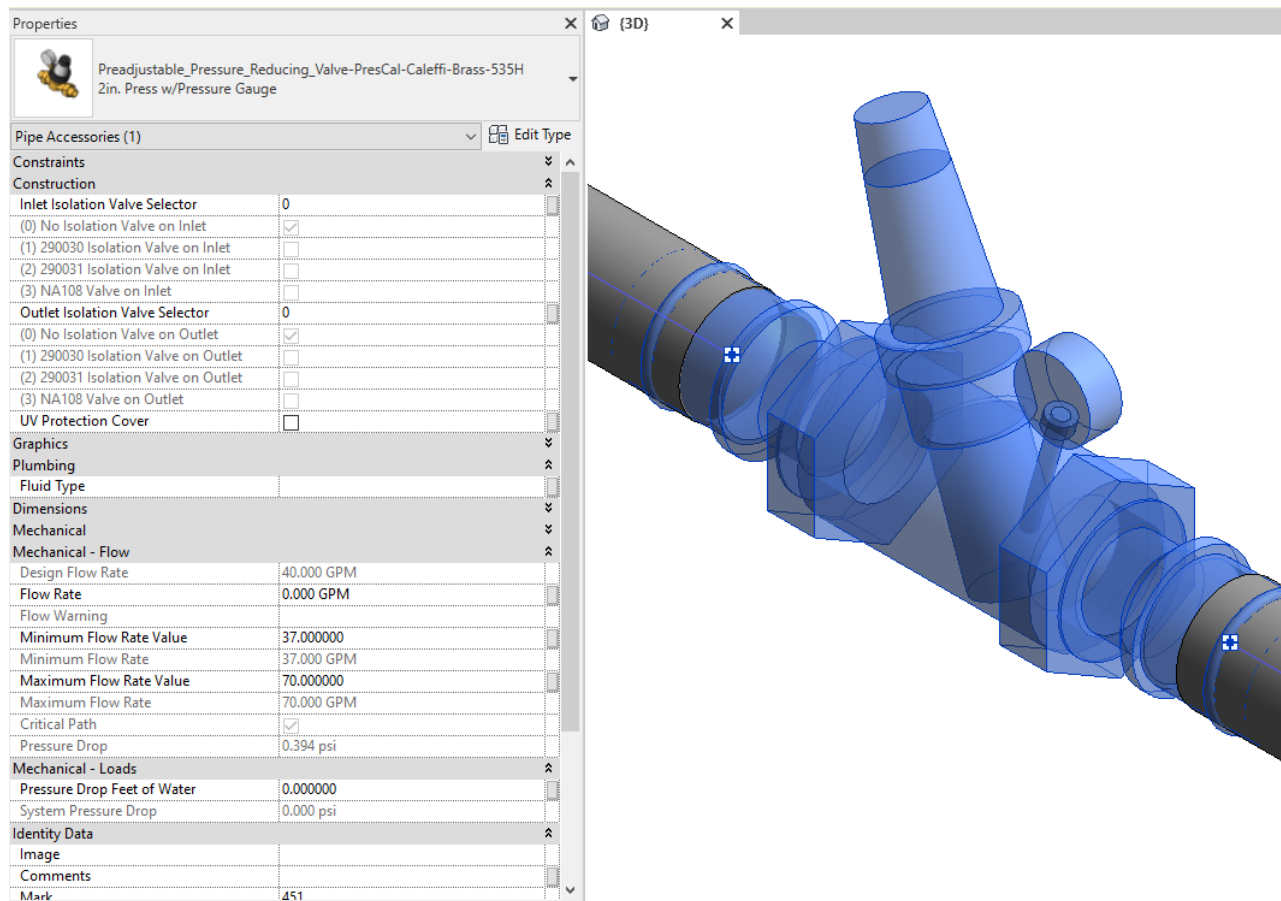 Properties
{3D}
Preadjustable_Pressure_Reducing_Valve-PresCal-Caleffi-Brass-535H
2in. Press w/Pressure Gauge
Pipe Accessories (1)
Edit Type
Constraints
Construction
Inlet Isolation Valve Selector 0
(0) No Isolation Valve on Inlet
(1) 290030 Isolation Valve on Inlet
(2) 290031 Isolation Valve on Inlet
(3) NA108 Valve on Inlet
Outlet Isolation Valve Selector 0
(0) No Isolation Valve on Outlet
(1) 290030 Isolation Valve on Outlet
(2) 290031 Isolation Valve on Outlet
(3) NA108 Valve on Outlet
UV Protection Cover
Graphics
Plumbing
Fluid Type
Dimensions
Mechanical
Mechanical - Flow
Design Flow Rate 40.000 GPM
Flow Rate 0.000 GPM
Flow Warning
Minimum Flow Rate Value 37.000000
Minimum Flow Rate 37.000 GPM
Maximum Flow Rate Value 70.000000
Maximum Flow Rate 70.000 GPM
Critical Path
Pressure Drop 0.394 psi
Mechanical - Loads
Pressure Drop Feet of Water 0.000000
System Pressure Drop 0.000 psi
Identity Data
Image
Comments
Mark 451